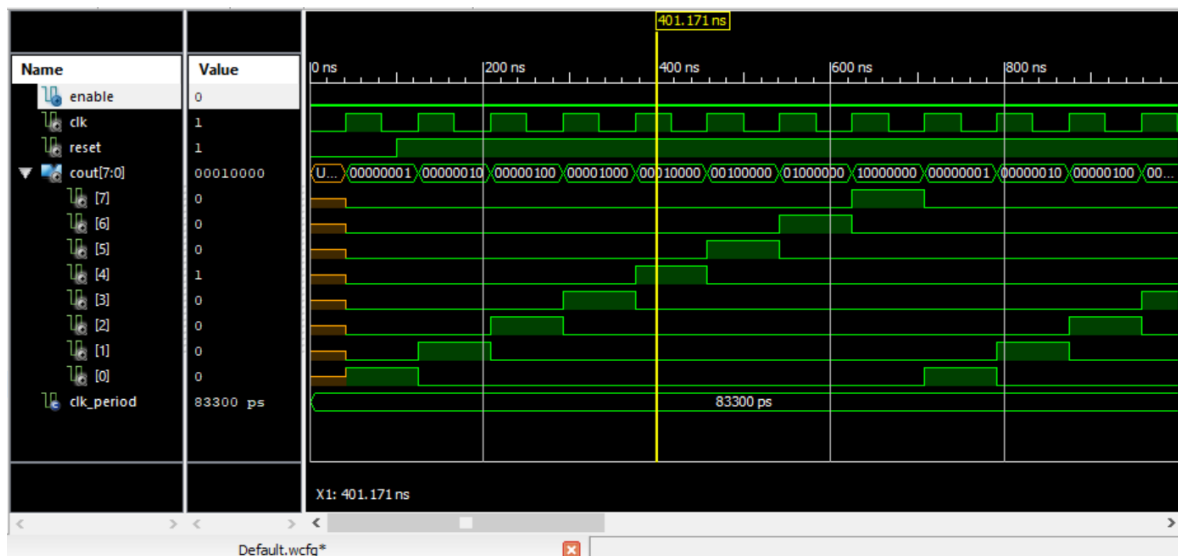 401.171 ns
Name Value 0 ns 200 ns 400 ns 600 ns 800 ns
enable 0
clk 1
reset 1
cout[7:0] 00010000 U... 00000001 00000010 00000100 00001000 00010000 00100000 01000000 10000000 00000001 00000010 00000100 00...
[7] 0
[6] 0
[5] 0
[4] 1
[3] 0
[2] 0
[1] 0
[0] 0
clk_period 83300 ps 83300 ps
X1: 401.171 ns
Default.wcfg*